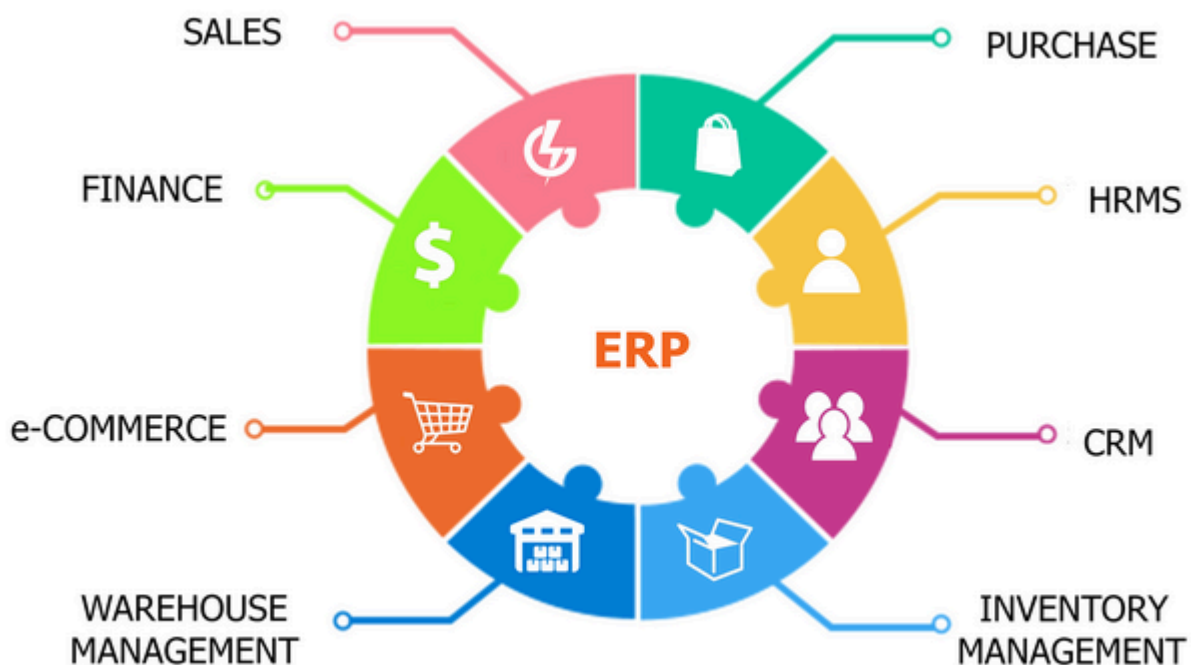 SALES
PURCHASE
FINANCE
HRMS
$
ERP
e-COMMERCE
CRM
WAREHOUSE
MANAGEMENT
INVENTORY
MANAGEMENT